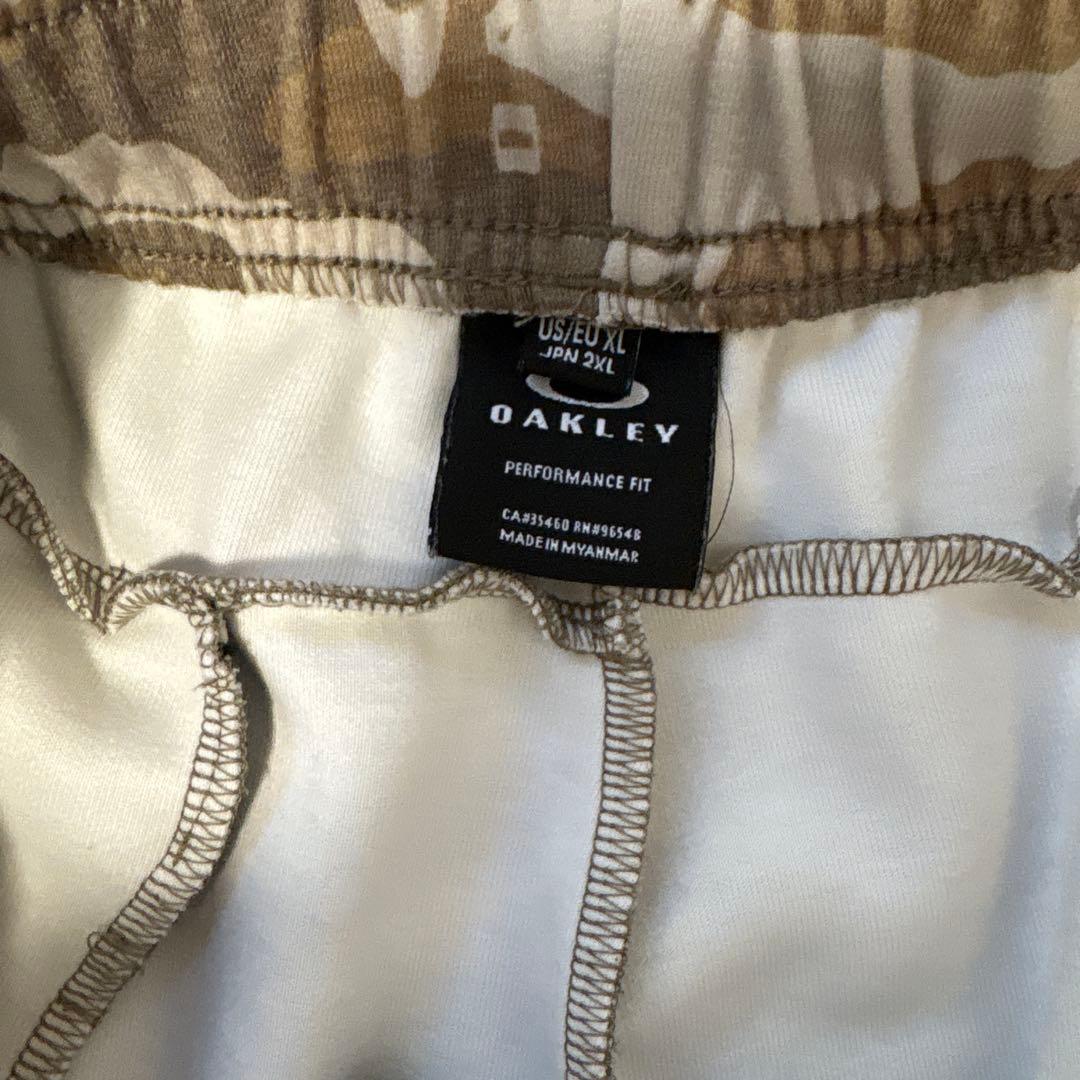 US/EU XL
JPN 2XL
OAKLEY
PERFORMANCE FIT
CA#35460 RN#96548
MADE IN MYANMAR